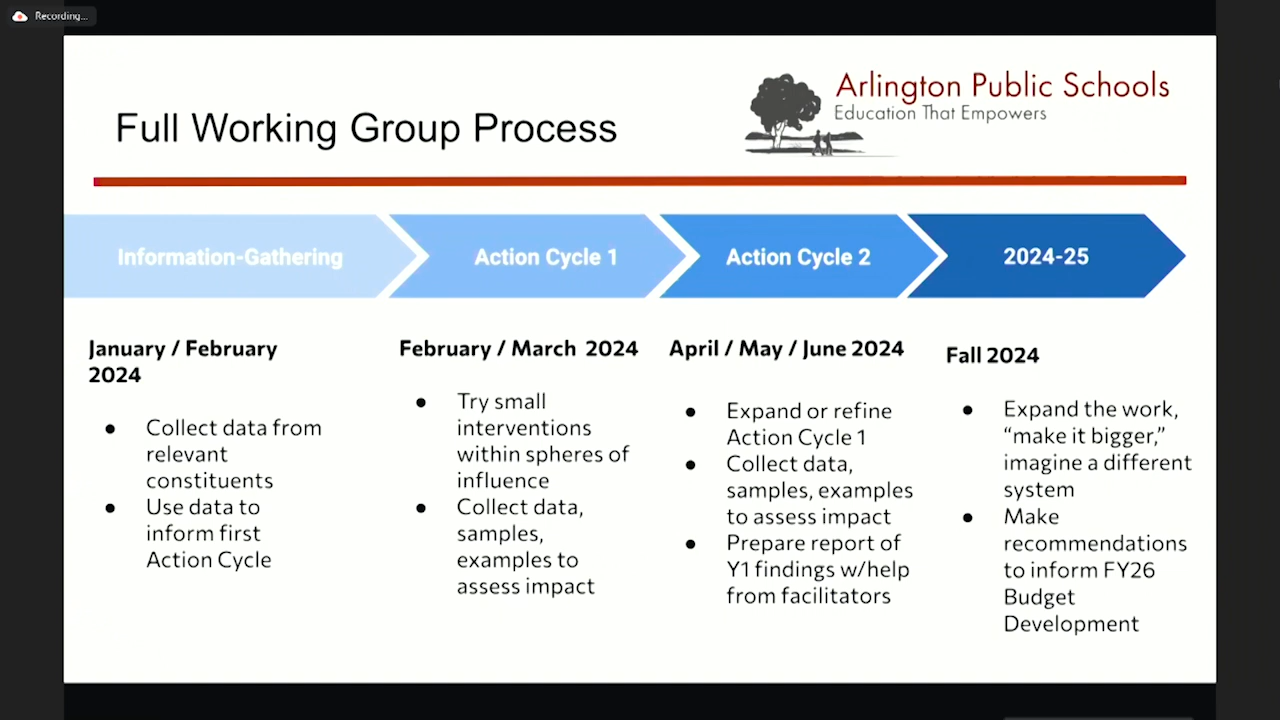 Recording...
Arlington Public Schools
Education That Empowers
Full Working Group Process
Information-Gathering
Action Cycle 1
Action Cycle 2
2024-25
January / February
2024
● Collect data from
relevant
constituents
● Use data to
inform first
Action Cycle
February / March 2024
● Try small
interventions
within spheres of
influence
● Collect data,
samples,
examples to
assess impact
April / May / June 2024
● Expand or refine
Action Cycle 1
● Collect data,
samples, examples
to assess impact
● Prepare report of
Y1 findings w/help
from facilitators
Fall 2024
● Expand the work,
“make it bigger,”
imagine a different
system
● Make
recommendations
to inform FY26
Budget
Development